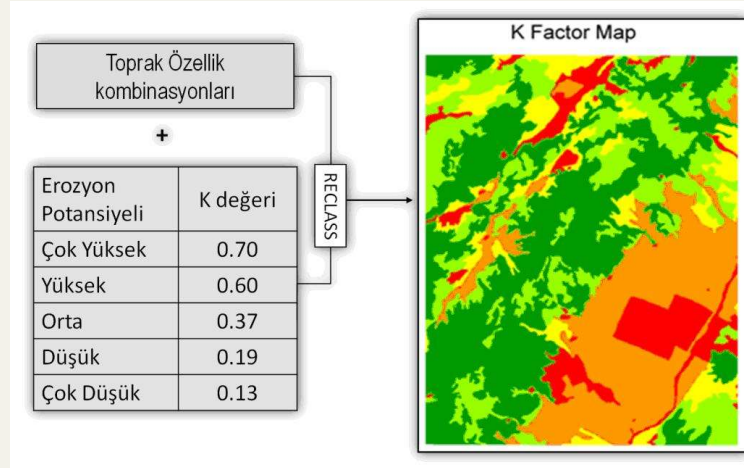 Toprak Özellik
kombinasyonları
+
Erozyon
Potansiyeli
K değeri
Çok Yüksek 0.70
Yüksek 0.60
Orta 0.37
Düşük 0.19
Çok Düşük 0.13
RECLASS
K Factor Map